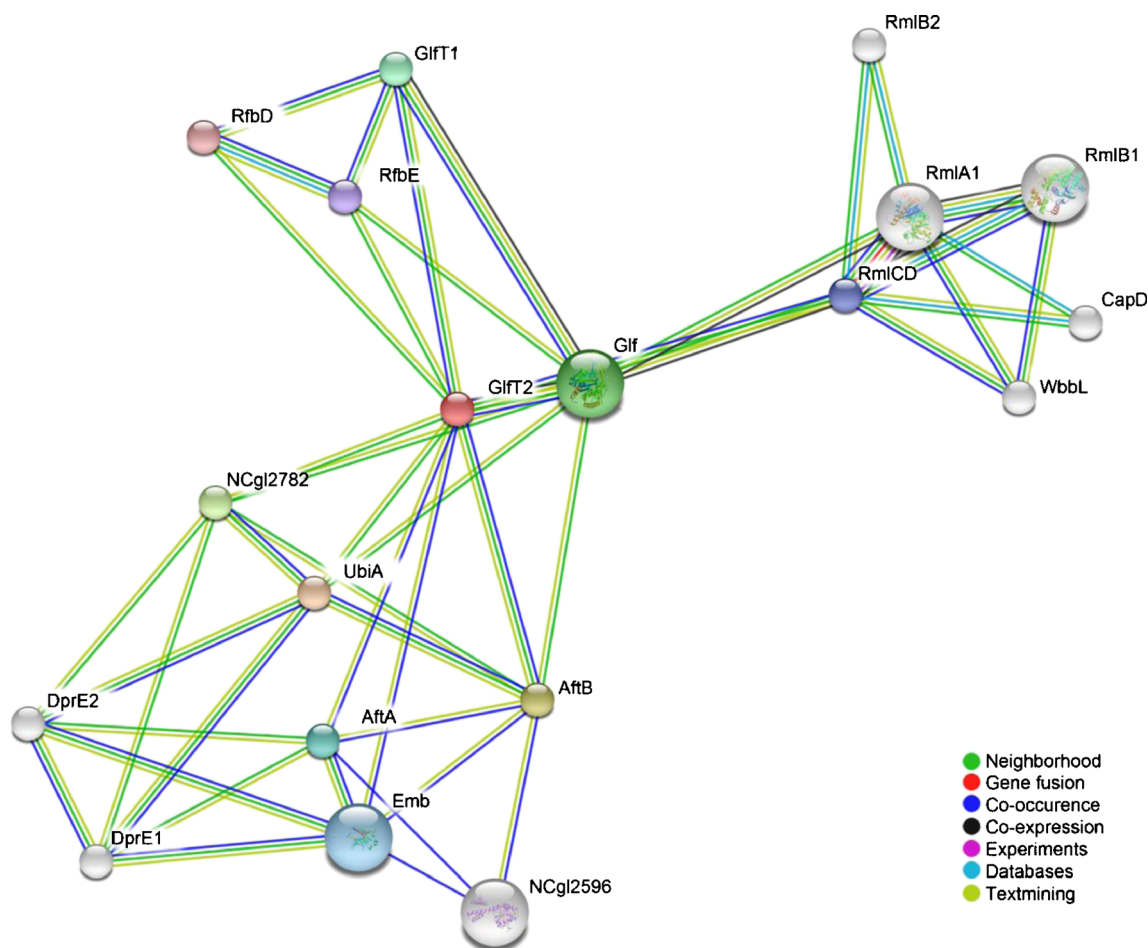 RmlB2
GlfT1
RfbD
RmlB1
RfbE
RmlA1
RmlCD
CapD
Glf
GlfT2
WbbL
NCgl2782
UbiA
DprE2
AftB
AftA
Emb
DprE1
NCgl2596
Neighborhood
Gene fusion
Co-occurence
Co-expression
Experiments
Databases
Textmining